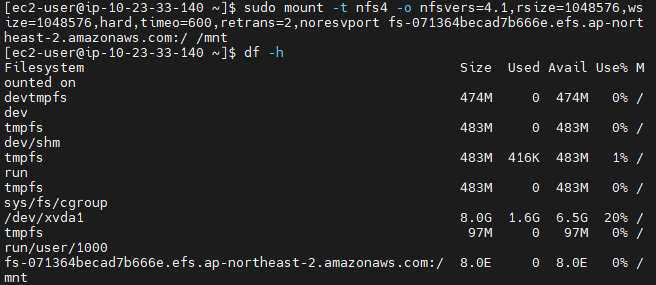 [ec2-user@ip-10-23-33-140 ~]$ sudo mount -t nfs4 -o nfsvers=4.1,rsize=1048576,ws
ize=1048576,hard,timeo=600,retrans=2,noresvport fs-071364becad7b666e.efs.ap-nort
heast-2.amazonaws.com:/ /mnt
[ec2-user@ip-10-23-33-140 ~]$ df -h
Filesystem                                          Size  Used Avail Use% M
ounted on
devtmpfs                                            474M     0  474M   0% /
dev
tmpfs                                               483M     0  483M   0% /
dev/shm
tmpfs                                               483M  416K  483M   1% /
run
tmpfs                                               483M     0  483M   0% /
sys/fs/cgroup
/dev/xvda1                                          8.0G  1.6G  6.5G  20% /
tmpfs                                                97M     0   97M   0% /
run/user/1000
fs-071364becad7b666e.efs.ap-northeast-2.amazonaws.com:/  8.0E     0  8.0E   0% /
mnt